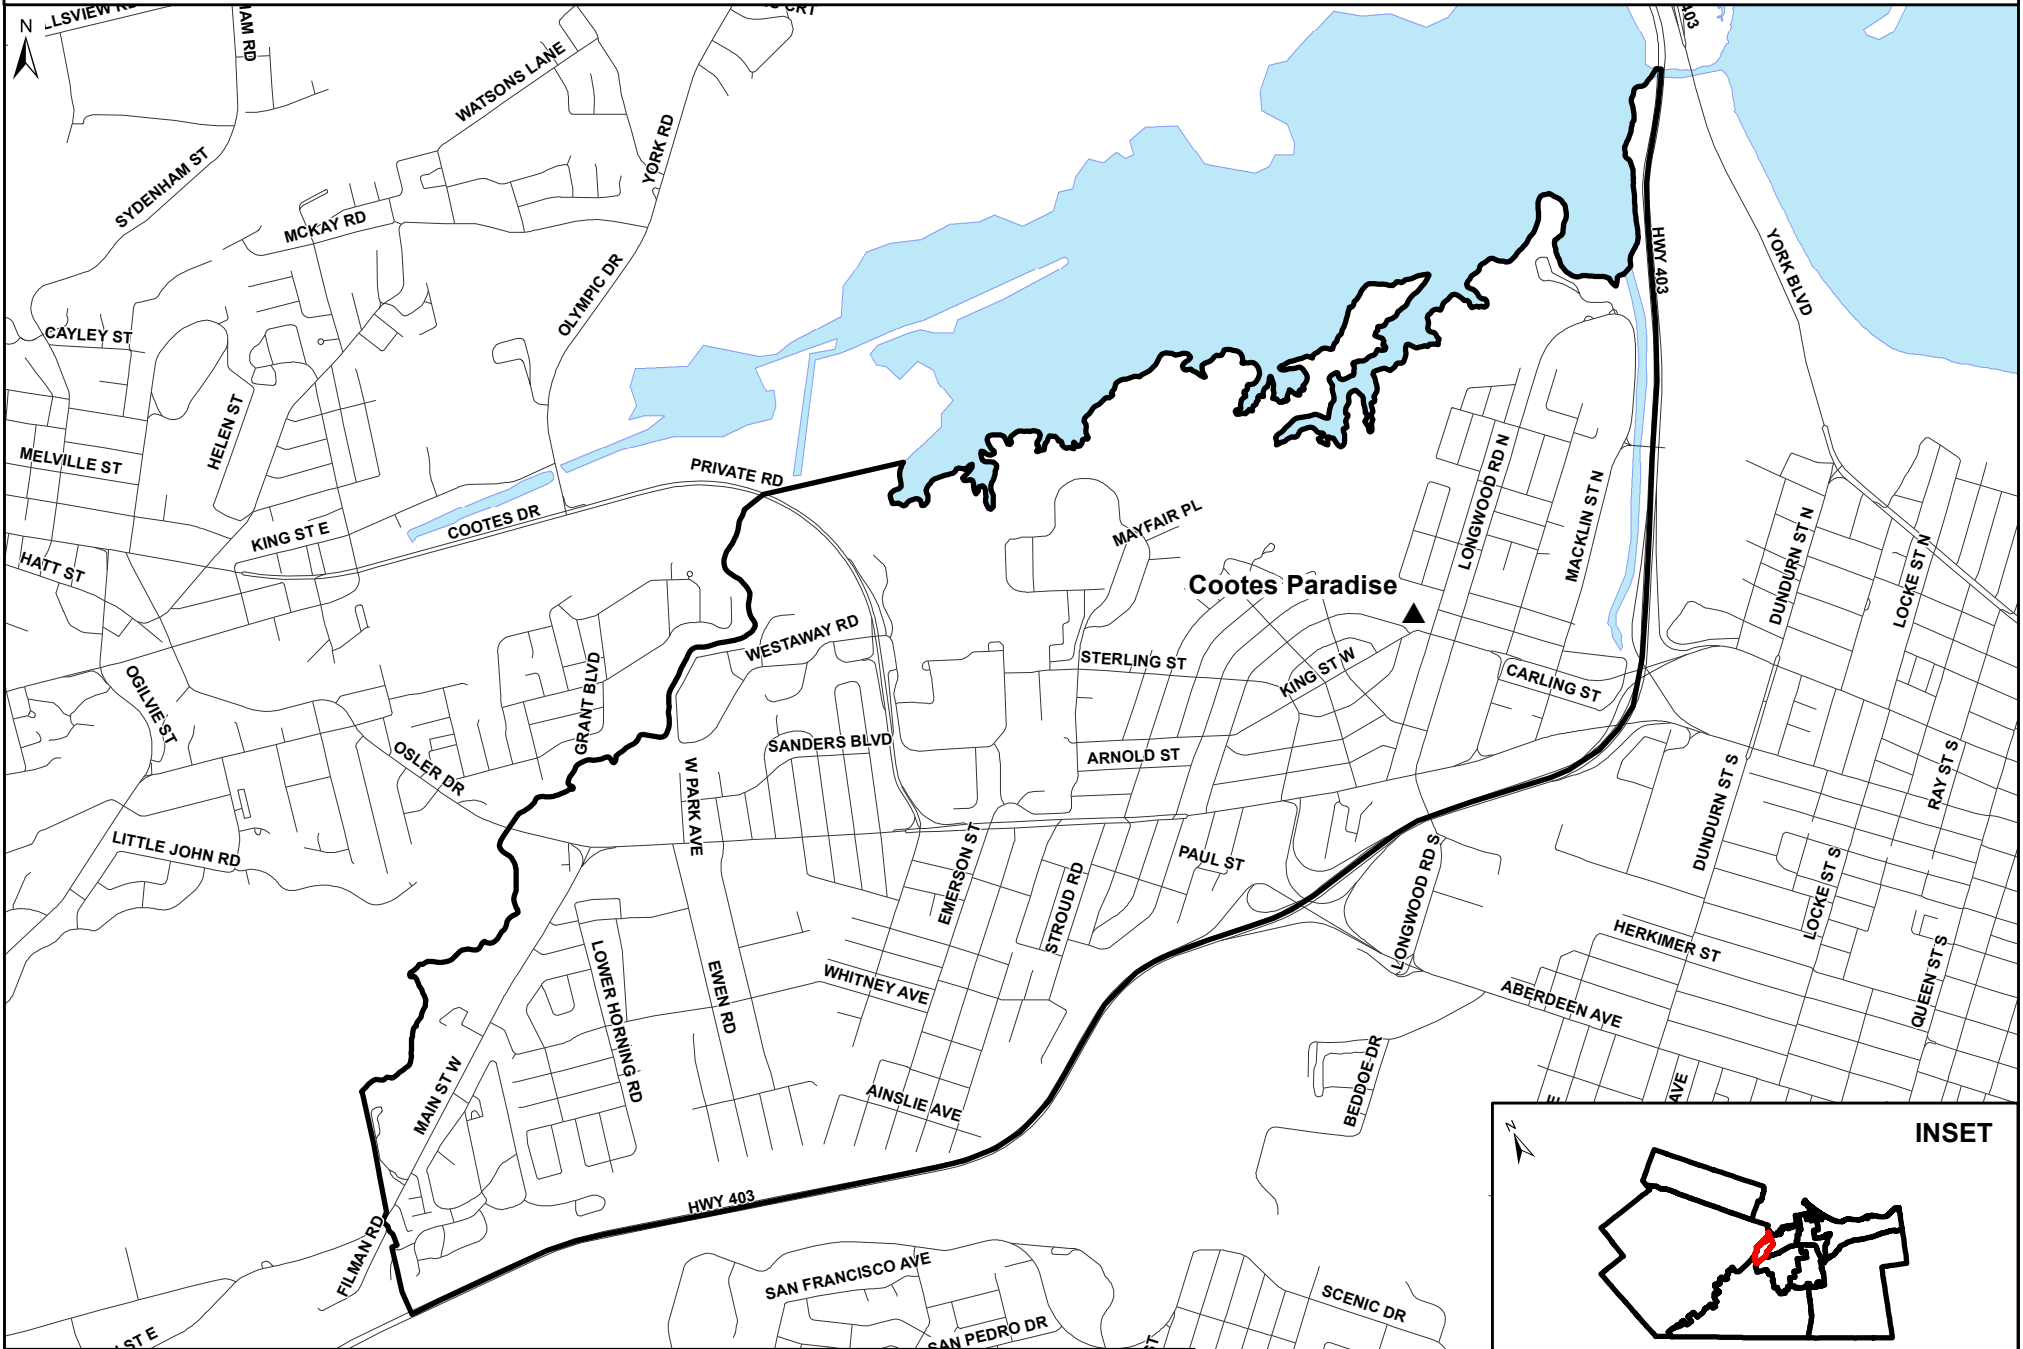 N
HWY 403
WATSONS LANE
YORK RD
SYDENHAM ST
MCKAY RD
OLYMPIC DR
YORK BLVD
CAYLEY ST
HELEN ST
MELVILLE ST
PRIVATE RD
KING ST E
COOTES DR
HATT ST
MAYFAIR PL
LONGWOOD RD N
MACKLIN ST N
DUNDURN ST N
LOCKE ST N
Cootes Paradise
WESTAWAY RD
STERLING ST
KING ST W
CARLING ST
OGILVIE ST
GRANT BLVD
OSLER DR
SANDERS BLVD
ARNOLD ST
W PARK AVE
DUNDURN ST S
RAY ST S
LITTLE JOHN RD
EMERSON ST
PAUL ST
STROUD RD
LONGWOOD RD S
LOCKE ST S
HERKIMER ST
QUEEN ST S
LOWER HORNING RD
EWEN RD
WHITNEY AVE
ABERDEEN AVE
MAIN ST W
AINSLIE AVE
BEDDOE DR
AVE
HWY 403
FILMAN RD
SAN FRANCISCO AVE
SAN PEDRO DR
SCENIC DR
ST E
ST
INSET
N